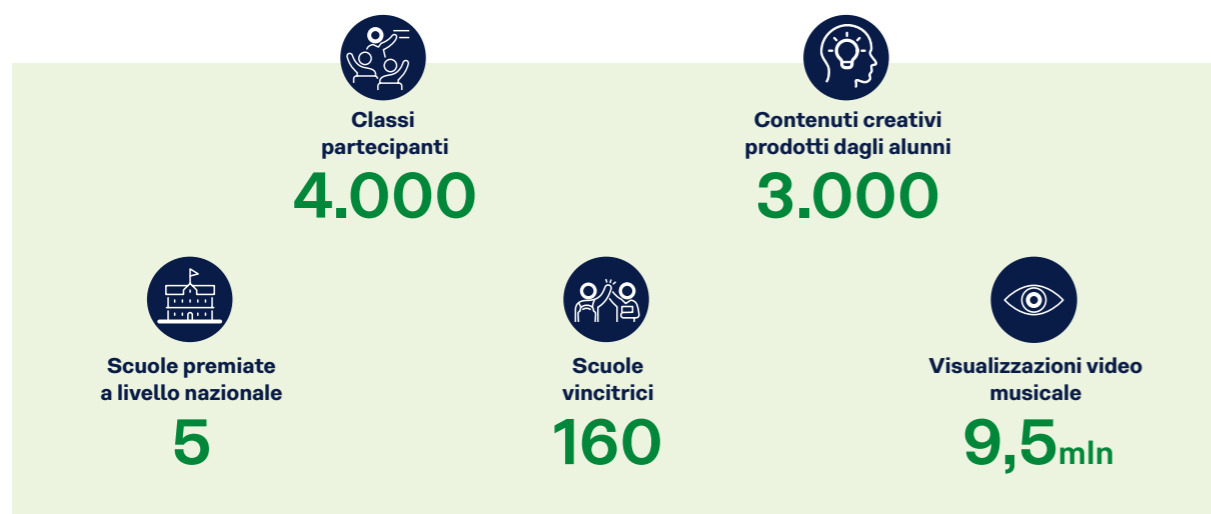 Classi
partecipanti
4.000
Contenuti creativi
prodotti dagli alunni
3.000
Scuole premiate
a livello nazionale
5
Scuole
vincitrici
160
Visualizzazioni video
musicale
9,5mln